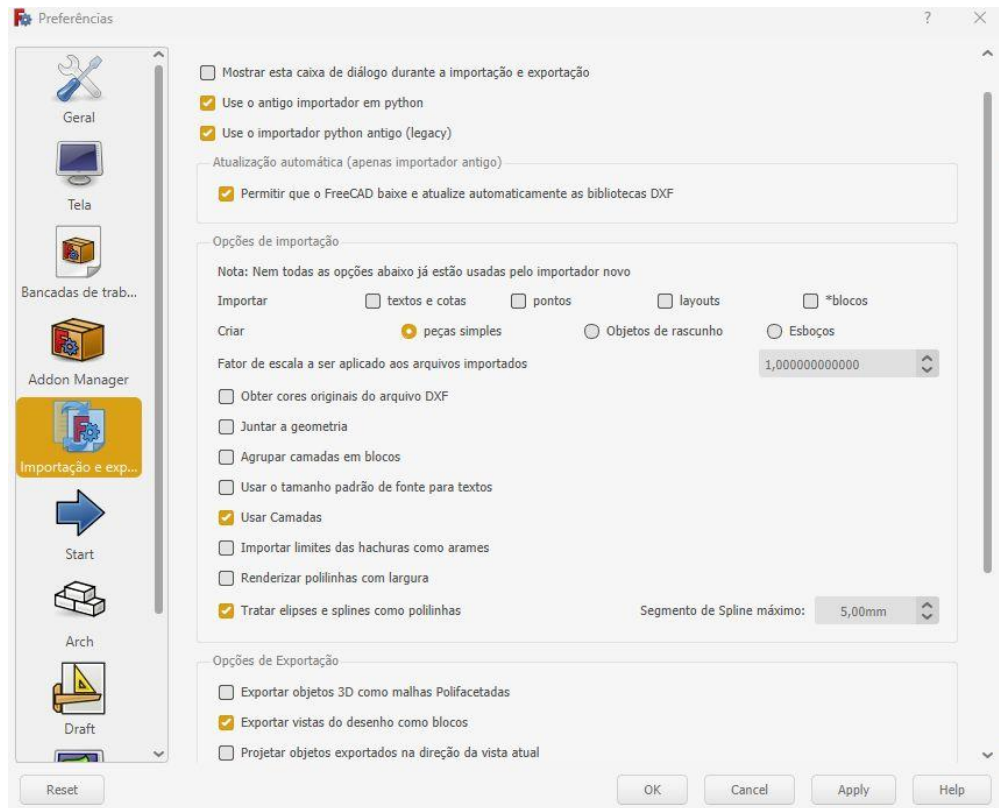 Preferências
?
Geral
Tela
Bancadas de trab...
Addon Manager
Importação e exp...
Start
Arch
Draft
Mostrar esta caixa de diálogo durante a importação e exportação
Use o antigo importador em python
Use o importador python antigo (legacy)
Atualização automática (apenas importador antigo)
Permitir que o FreeCAD baixe e atualize automaticamente as bibliotecas DXF
Opções de importação
Nota: Nem todas as opções abaixo já estão usadas pelo importador novo
Importar textos e cotas pontos layouts *blocos
Criar peças simples Objetos de rascunho Esboços
Fator de escala a ser aplicado aos arquivos importados 1,000000000000
Obter cores originais do arquivo DXF
Juntar a geometria
Agrupar camadas em blocos
Usar o tamanho padrão de fonte para textos
Usar Camadas
Importar limites das hachuras como arames
Renderizar polilinhas com largura
Tratar elipses e splines como polilinhas Segmento de Spline máximo: 5,00mm
Opções de Exportação
Exportar objetos 3D como malhas Polifacetadas
Exportar vistas do desenho como blocos
Projetar objetos exportados na direção da vista atual
Reset OK Cancel Apply Help